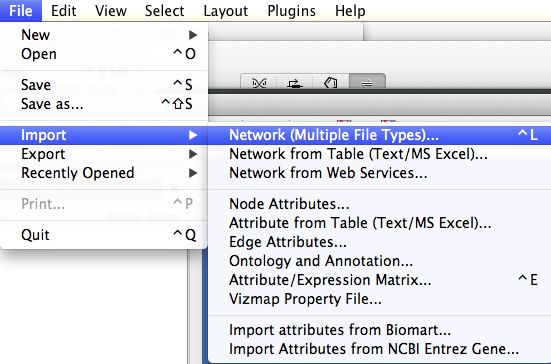 File Edit View Select Layout Plugins Help
New ▶
Open ^O
Save ^S
Save as... ^⇧S
Import ▶
Export ▶
Recently Opened ▶
Print... ^P
Quit ^Q
Network (Multiple File Types)... ^L
Network from Table (Text/MS Excel)...
Network from Web Services...
Node Attributes...
Attribute from Table (Text/MS Excel)...
Edge Attributes...
Ontology and Annotation...
Attribute/Expression Matrix... ^E
Vizmap Property File...
Import attributes from Biomart...
Import Attributes from NCBI Entrez Gene...